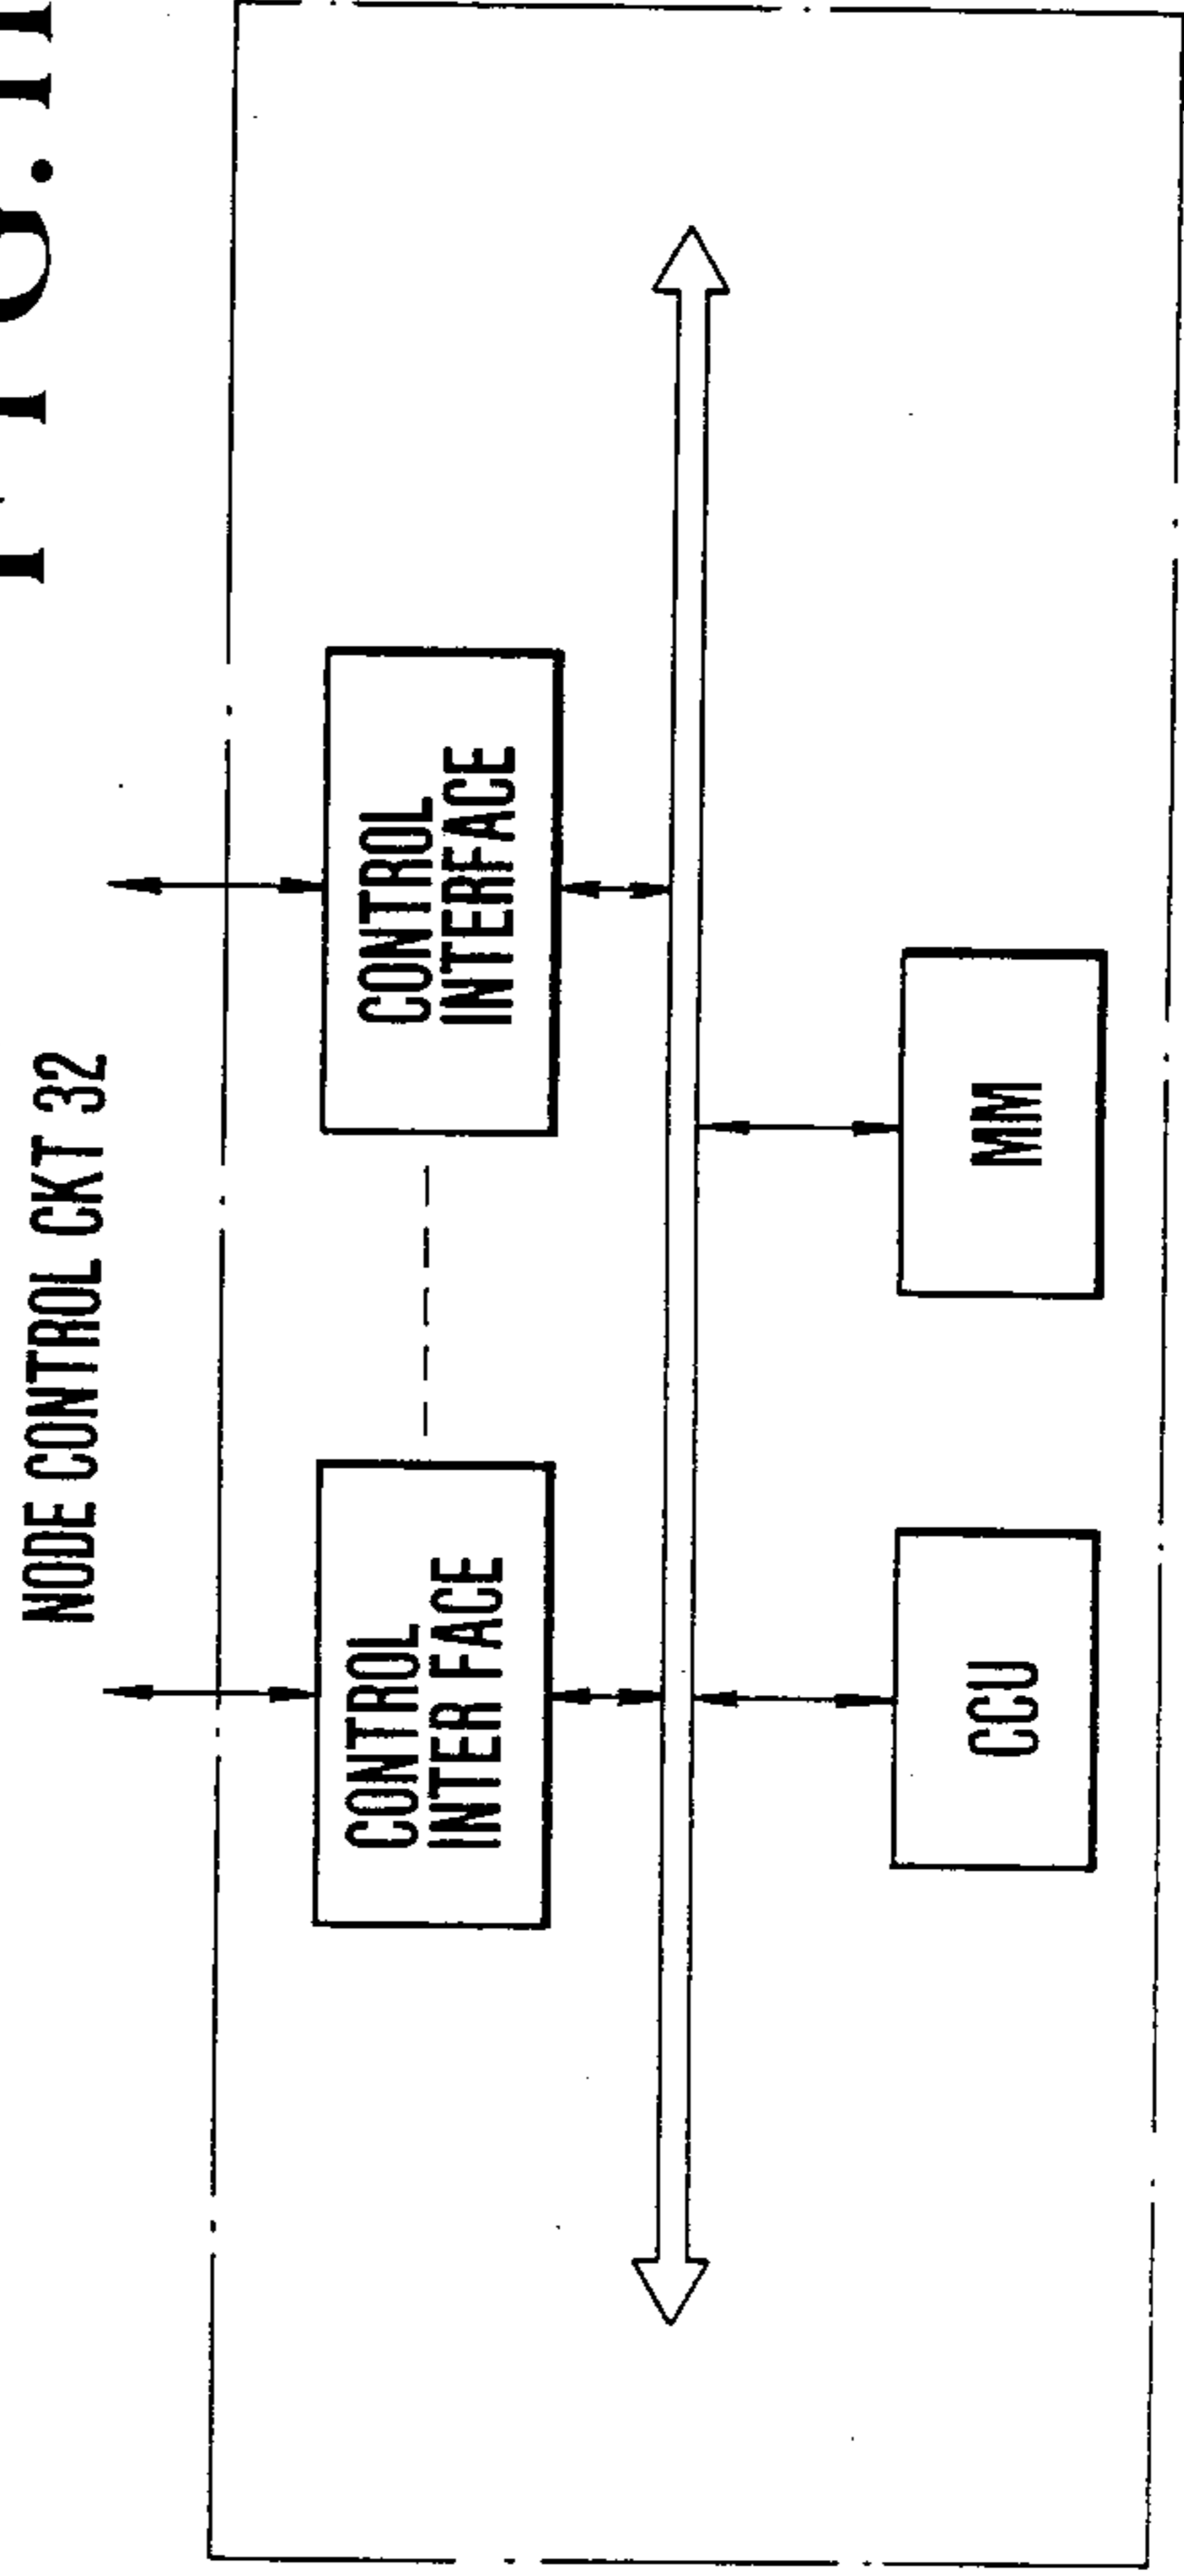 NODE CONTROL CKT 32
CONTROL
INTER FACE
CONTROL
INTERFACE
CCU
MM